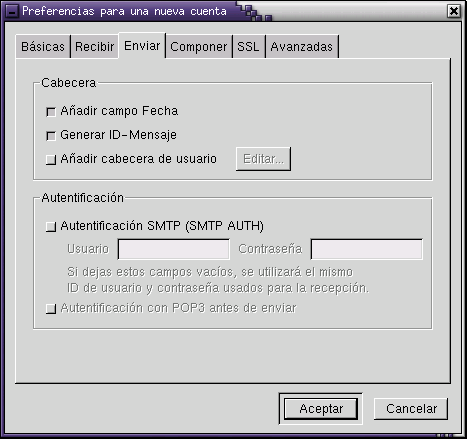 Preferencias para una nueva cuenta
Básicas Recibir Enviar Componer SSL Avanzadas
Cabecera
Añadir campo Fecha
Generar ID-Mensaje
Añadir cabecera de usuario Editar...
Autentificación
Autentificación SMTP (SMTP AUTH)
Usuario Contraseña
Si dejas estos campos vacíos, se utilizará el mismo
ID de usuario y contraseña usados para la recepción.
Autentificación con POP3 antes de enviar
Aceptar Cancelar